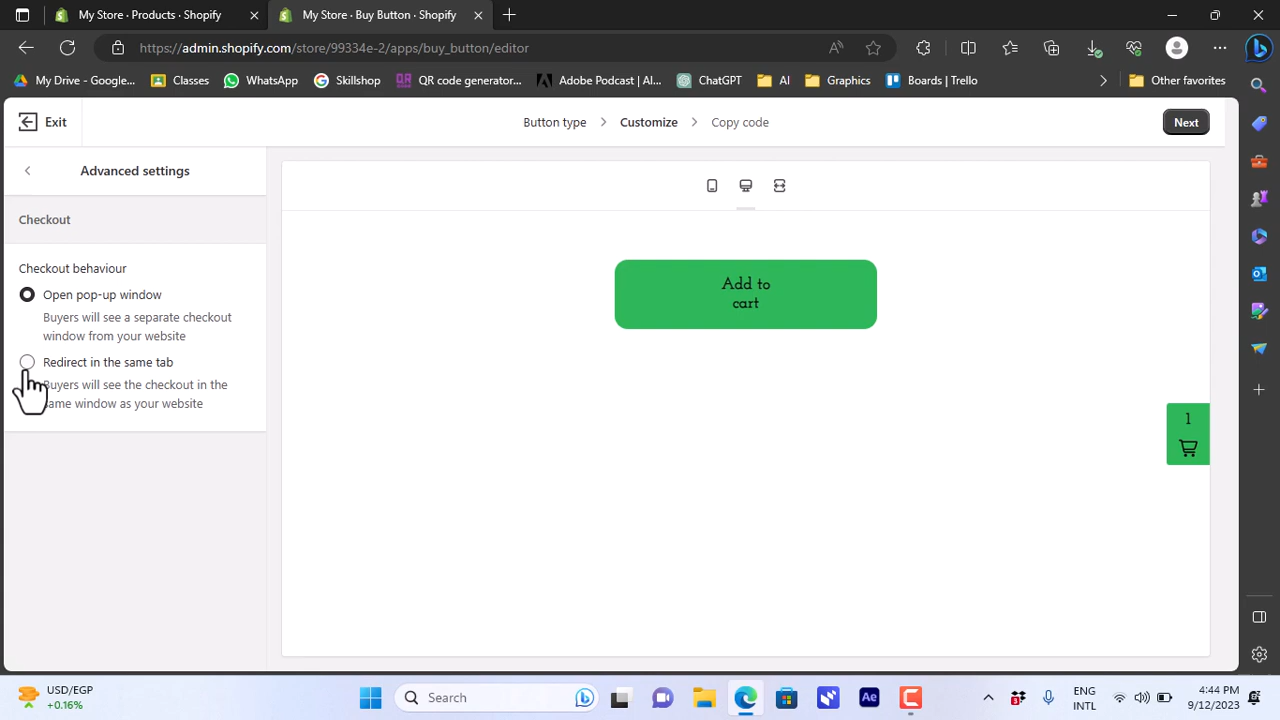 My Store · Products · Shopify
My Store · Buy Button · Shopify
https://admin.shopify.com/store/99334e-2/apps/buy_button/editor
My Drive - Google...
Classes
WhatsApp
Skillshop
QR code generator...
Adobe Podcast | AI...
ChatGPT
AI
Graphics
Boards | Trello
Other favorites
Exit
Button type
Customize
Copy code
Next
Advanced settings
Checkout
Checkout behaviour
Open pop-up window
Buyers will see a separate checkout
window from your website
Redirect in the same tab
Buyers will see the checkout in the
same window as your website
Add to
cart
1
USD/EGP
+0.16%
Search
Ae
3
ENG
INTL
4:44 PM
9/12/2023